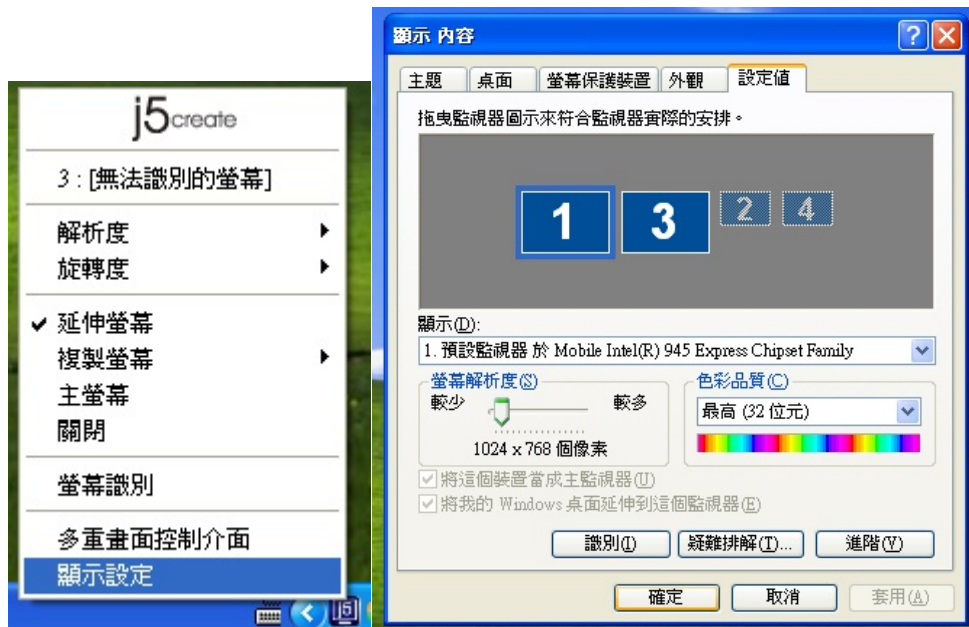 j5create
3 : [無法識別的螢幕]
解析度
旋轉度
延伸螢幕
複製螢幕
主螢幕
關閉
螢幕識別
多重畫面控制介面
顯示設定
j5
顯示 內容
主題
桌面
螢幕保護裝置
外觀
設定值
拖曳監視器圖示來符合監視器實際的安排。
1
3
2
4
顯示(D):
1. 預設監視器 於 Mobile Intel(R) 945 Express Chipset Family
螢幕解析度(S)
較少
較多
1024 x 768 個像素
色彩品質(C)
最高 (32 位元)
將這個裝置當成主監視器(U)
將我的 Windows 桌面延伸到這個監視器(E)
識別(I)
疑難排解(T)...
進階(V)
確定
取消
套用(A)